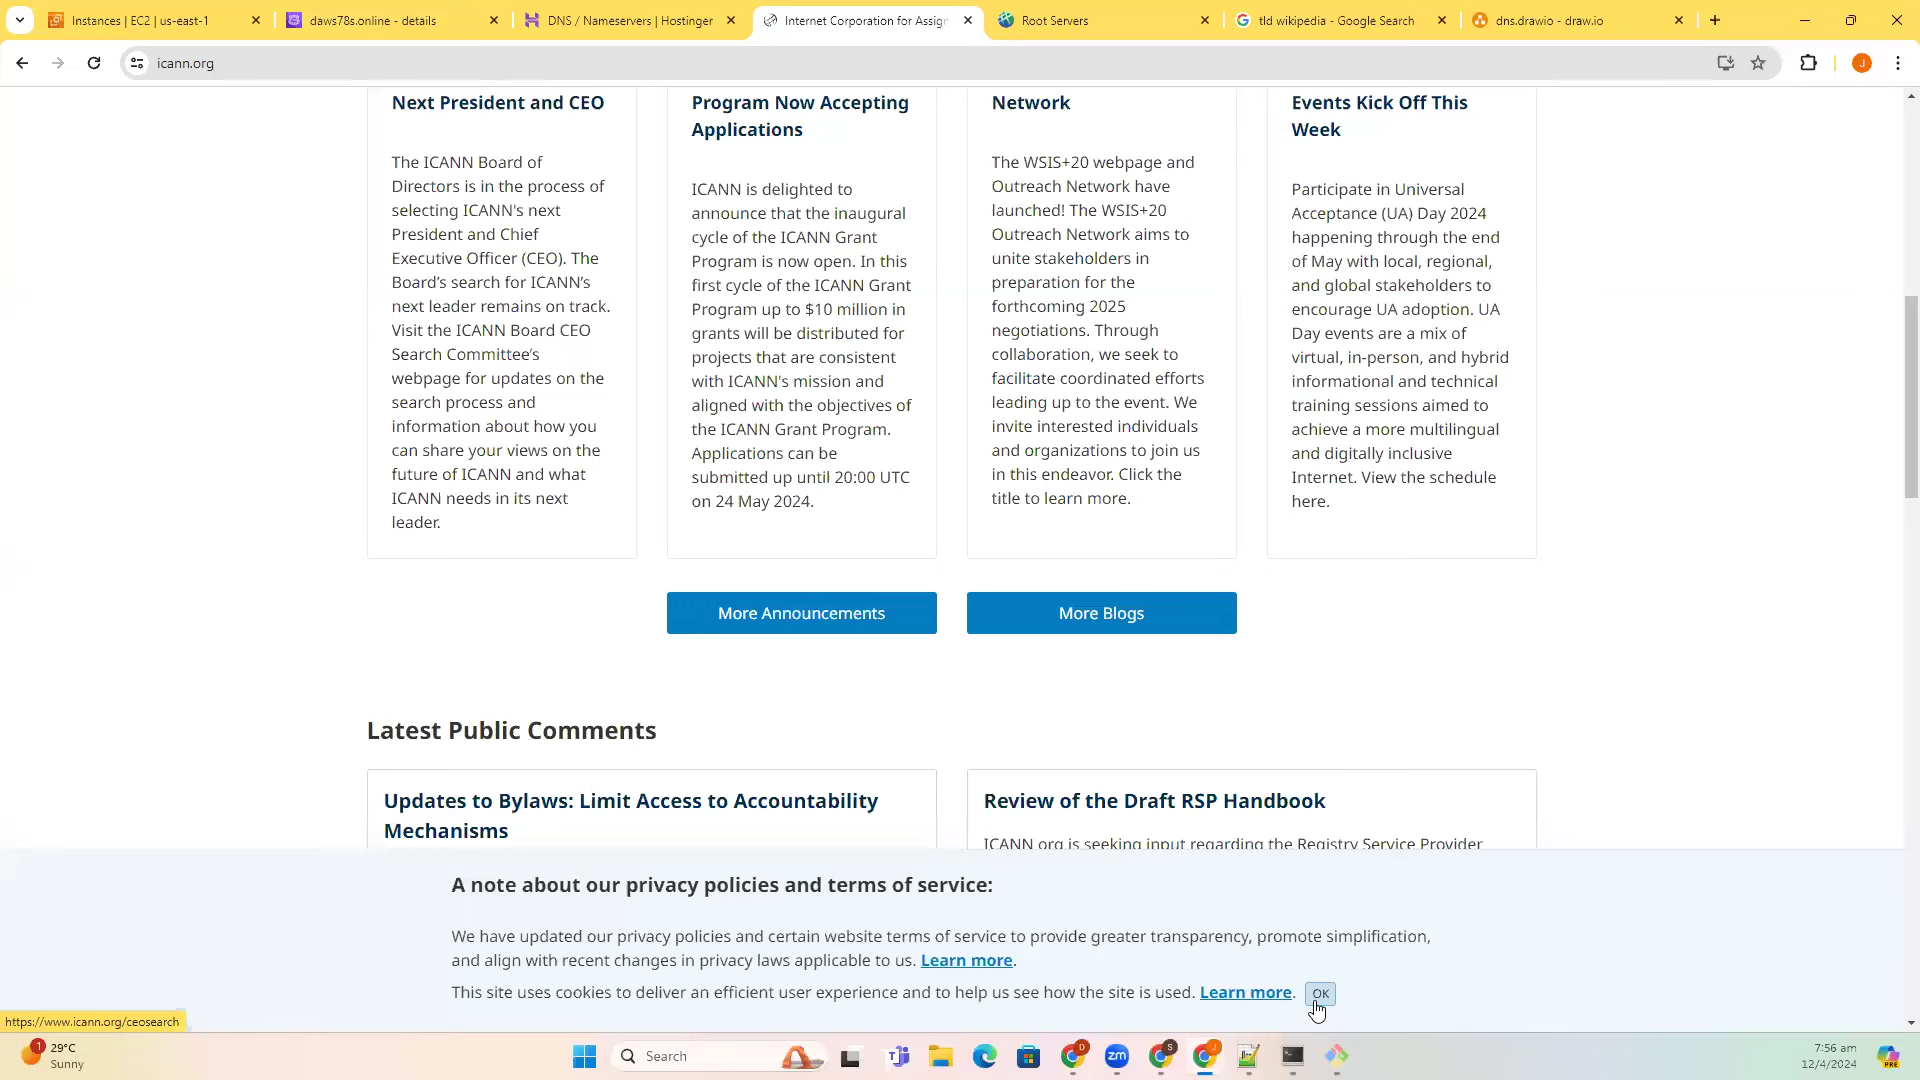 Instances | EC2 | us-east-1
daws78s.online - details
DNS / Nameservers | Hostinger
Internet Corporation for Assign
Root Servers
tld wikipedia - Google Search
dns.drawio - draw.io
icann.org
J
Next President and CEO
The ICANN Board of
Directors is in the process of
selecting ICANN's next
President and Chief
Executive Officer (CEO). The
Board's search for ICANN's
next leader remains on track.
Visit the ICANN Board CEO
Search Committee's
webpage for updates on the
search process and
information about how you
can share your views on the
future of ICANN and what
ICANN needs in its next
leader.
Program Now Accepting
Applications
ICANN is delighted to
announce that the inaugural
cycle of the ICANN Grant
Program is now open. In this
first cycle of the ICANN Grant
Program up to $10 million in
grants will be distributed for
projects that are consistent
with ICANN's mission and
aligned with the objectives of
the ICANN Grant Program.
Applications can be
submitted up until 20:00 UTC
on 24 May 2024.
Network
The WSIS+20 webpage and
Outreach Network have
launched! The WSIS+20
Outreach Network aims to
unite stakeholders in
preparation for the
forthcoming 2025
negotiations. Through
collaboration, we seek to
facilitate coordinated efforts
leading up to the event. We
invite interested individuals
and organizations to join us
in this endeavor. Click the
title to learn more.
Events Kick Off This
Week
Participate in Universal
Acceptance (UA) Day 2024
happening through the end
of May with local, regional,
and global stakeholders to
encourage UA adoption. UA
Day events are a mix of
virtual, in-person, and hybrid
informational and technical
training sessions aimed to
achieve a more multilingual
and digitally inclusive
Internet. View the schedule
here.
More Announcements
More Blogs
Latest Public Comments
Updates to Bylaws: Limit Access to Accountability
Mechanisms
Review of the Draft RSP Handbook
ICANN org is seeking input regarding the Registry Service Provider
A note about our privacy policies and terms of service:
We have updated our privacy policies and certain website terms of service to provide greater transparency, promote simplification,
and align with recent changes in privacy laws applicable to us. Learn more.
This site uses cookies to deliver an efficient user experience and to help us see how the site is used. Learn more. OK
https://www.icann.org/ceosearch
1
29°C
Sunny
Search
D
zm
S
J
7:56 am
12/4/2024
PRE